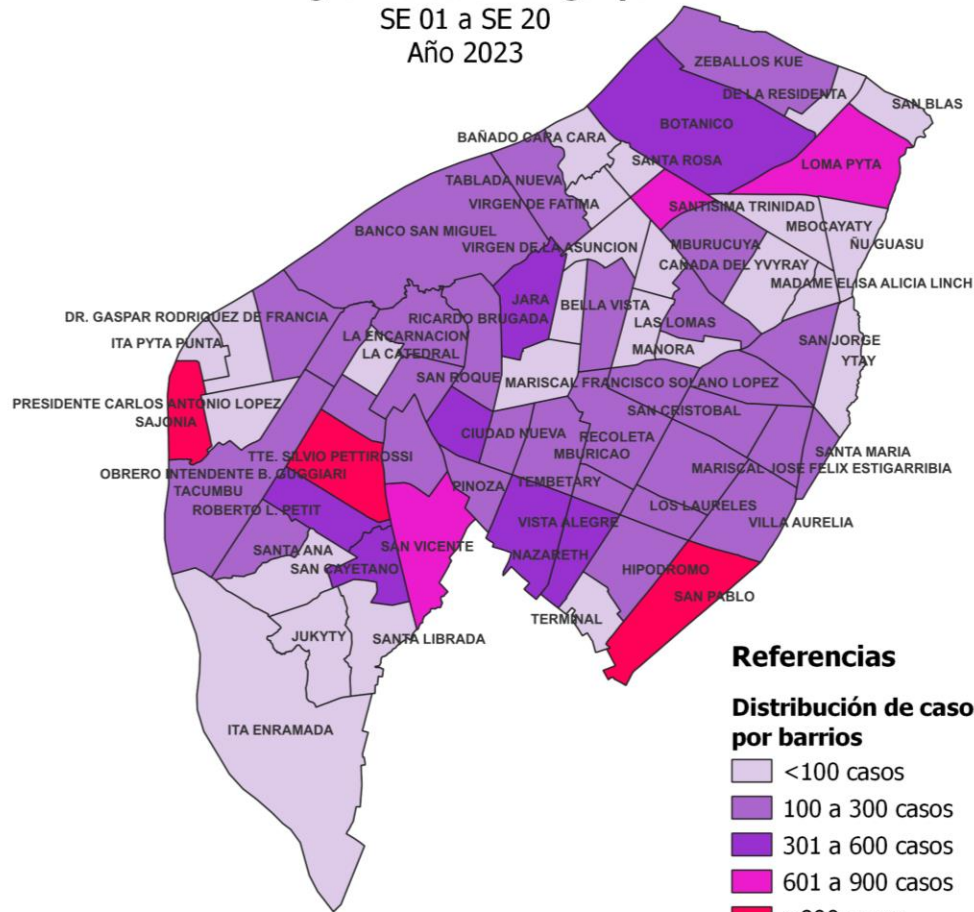 SE 01 a SE 20
Año 2023
ZEBALLOS KUE
DE LA RESIDENTA
SAN BLAS
BOTANICO
BAÑADO CARA CARA
SANTA ROSA
LOMA PYTA
TABLADA NUEVA
VIRGEN DE FATIMA
SANTISIMA TRINIDAD
MBOCAYATY
BANCO SAN MIGUEL
VIRGEN DE LA ASUNCION
MBURUCUYA
ÑU GUASU
CANADA DEL YVYRAY
MADAME ELISA ALICIA LINCH
JARA
BELLA VISTA
DR. GASPAR RODRIGUEZ DE FRANCIA
RICARDO BRUGADA
LAS LOMAS
LA ENCARNACION
ITA PYTA PUNTA
SAN JORGE
LA CATEDRAL
MANORA
YTAY
SAN ROQUE
MARISCAL FRANCISCO SOLANO LOPEZ
PRESIDENTE CARLOS ANTONIO LOPEZ
SAN CRISTOBAL
SAJONIA
CIUDAD NUEVA
RECOLETA
MBURICAO
SANTA MARIA
TTE. SILVIO PETTIROSSI
MARISCAL JOSE FELIX ESTIGARRIBIA
OBRERO INTENDENTE B. GUGGIARI
PINOZA
TEMBETARY
TACUMBU
LOS LAURELES
ROBERTO L. PETIT
VISTA ALEGRE
VILLA AURELIA
SAN VICENTE
SANTA ANA
NAZARETH
SAN CAYETANO
HIPODROMO
SAN PABLO
TERMINAL
JUKYTY
SANTA LIBRADA
ITA ENRAMADA
Referencias
Distribución de caso
por barrios
<100 casos
100 a 300 casos
301 a 600 casos
601 a 900 casos